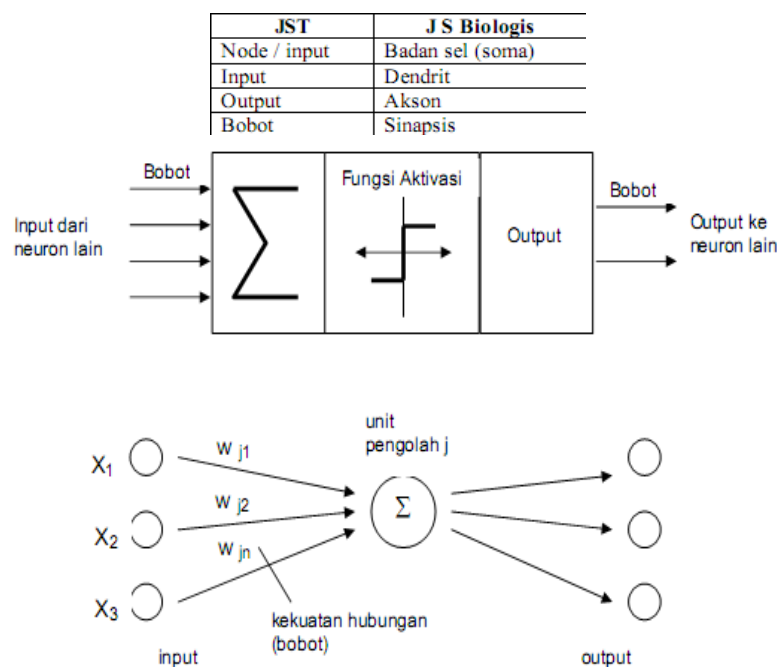 JST J S Biologis
Node / input Badan sel (soma)
Input Dendrit
Output Akson
Bobot Sinapsis
Bobot
Input dari
neuron lain
Σ
Fungsi Aktivasi
Output
Bobot
Output ke
neuron lain
unit
pengolah j
X1
W j1
Σ
X2
W j2
W jn
X3
kekuatan hubungan
(bobot)
input
output